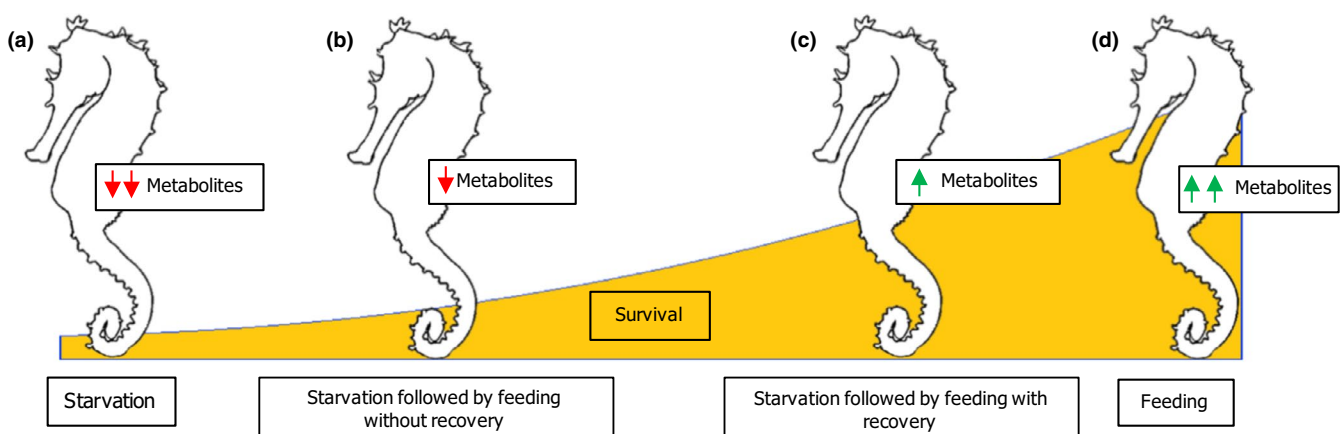 (a)
(b)
(c)
(d)
Metabolites
Metabolites
Metabolites
Metabolites
Survival
Starvation
Starvation followed by feeding
without recovery
Starvation followed by feeding with
recovery
Feeding